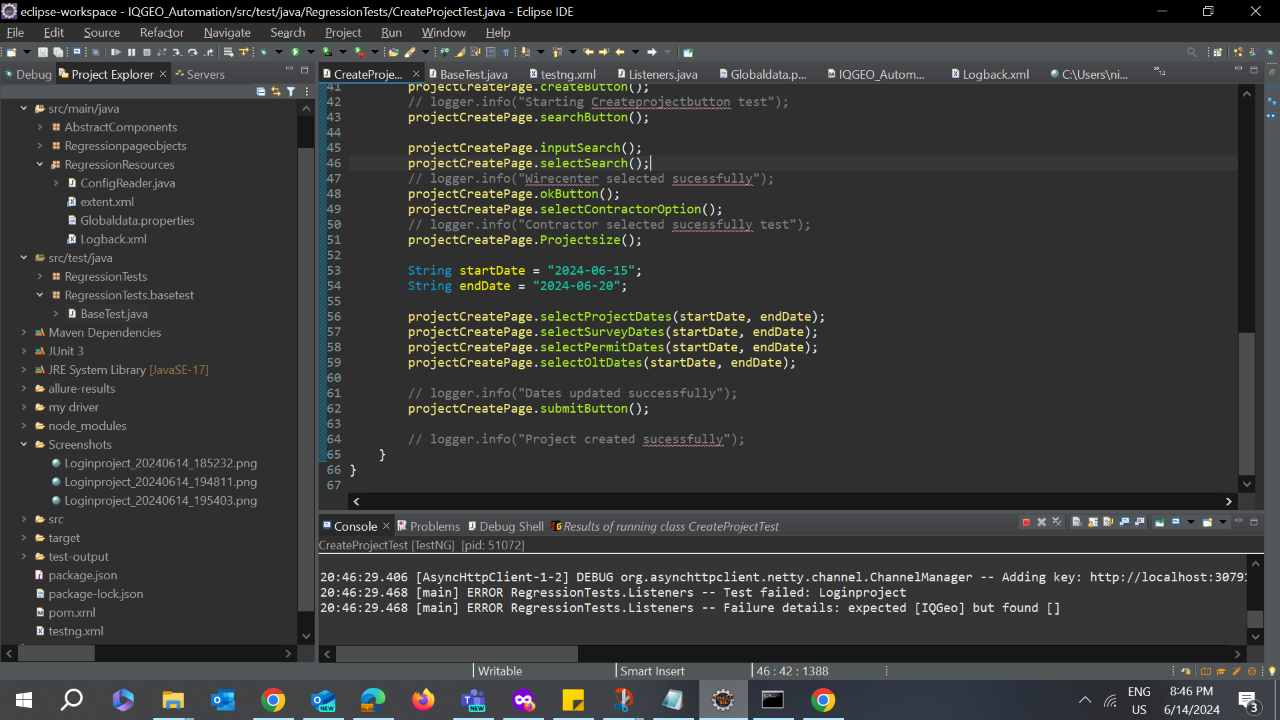 eclipse-workspace - IQGEO_Automation/src/test/java/RegressionTests/CreateProjectTest.java - Eclipse IDE
File Edit Source Refactor Navigate Search Project Run Window Help
Debug Project Explorer Servers
CreateProje... BaseTest.java testng.xml Listeners.java Globaldata.p... IQGEO_Autom... Logback.xml C:\Users\ni... 14
src/main/java
AbstractComponents
Regressionpageobjects
RegressionResources
ConfigReader.java
extent.xml
Globaldata.properties
Logback.xml
src/test/java
RegressionTests
RegressionTests.basetest
BaseTest.java
Maven Dependencies
JUnit 3
JRE System Library [JavaSE-17]
allure-results
my driver
node_modules
Screenshots
Loginproject_20240614_185232.png
Loginproject_20240614_194811.png
Loginproject_20240614_195403.png
src
target
test-output
package.json
package-lock.json
pom.xml
testng.xml
41 projectCreatePage.createButton();
42 // logger.info("Starting Createprojectbutton test");
43 projectCreatePage.searchButton();
44
45 projectCreatePage.inputSearch();
46 projectCreatePage.selectSearch();
47 // logger.info("Wirecenter selected sucessfully");
48 projectCreatePage.okButton();
49 projectCreatePage.selectContractorOption();
50 // logger.info("Contractor selected sucessfully test");
51 projectCreatePage.Projectsize();
52
53 String startDate = "2024-06-15";
54 String endDate = "2024-06-20";
55
56 projectCreatePage.selectProjectDates(startDate, endDate);
57 projectCreatePage.selectSurveyDates(startDate, endDate);
58 projectCreatePage.selectPermitDates(startDate, endDate);
59 projectCreatePage.selectOltDates(startDate, endDate);
60
61 // logger.info("Dates updated successfully");
62 projectCreatePage.submitButton();
63
64 // logger.info("Project created sucessfully");
65 }
66 }
67
Console Problems Debug Shell Results of running class CreateProjectTest
CreateProjectTest [TestNG] [pid: 51072]
20:46:29.406 [AsyncHttpClient-1-2] DEBUG org.asynchttpclient.netty.channel.ChannelManager -- Adding key: http://localhost:3079
20:46:29.468 [main] ERROR RegressionTests.Listeners -- Test failed: Loginproject
20:46:29.468 [main] ERROR RegressionTests.Listeners -- Failure details: expected [IQGeo] but found []
Writable Smart Insert 46 : 42 : 1388
ENG
US
8:46 PM
6/14/2024
3
NEW
NEW